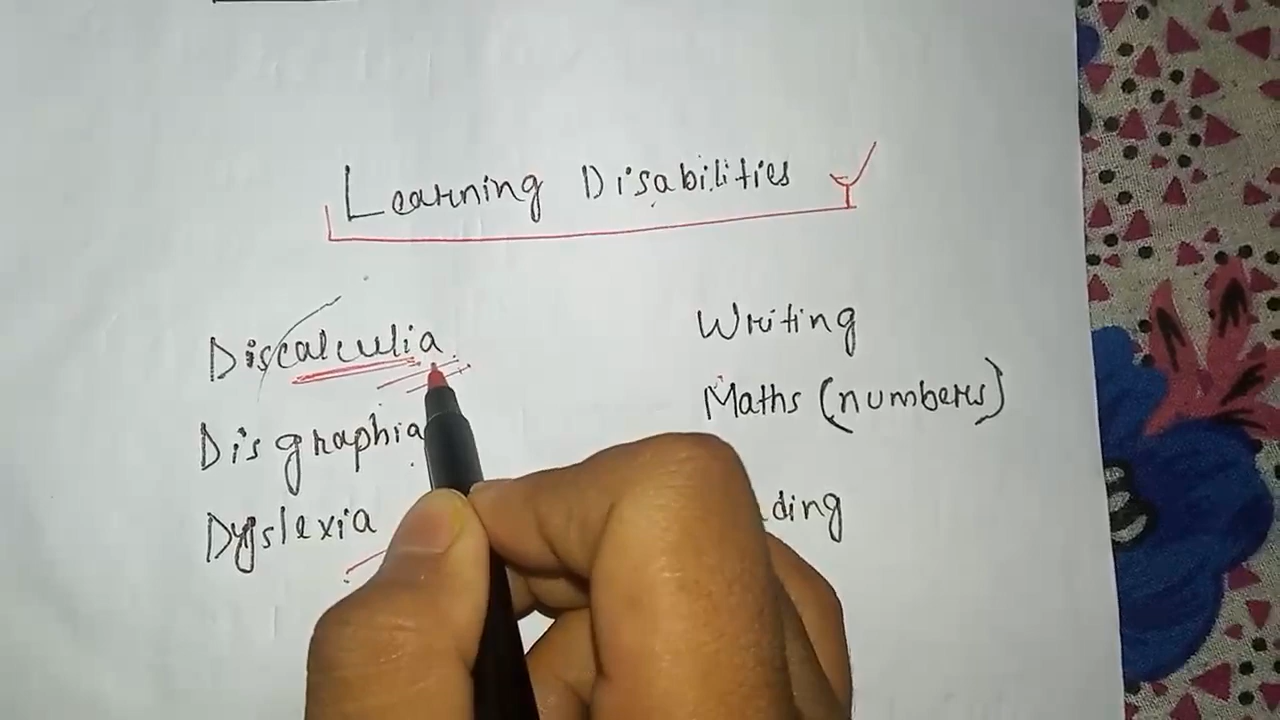 Learning Disabilities
Discalculia
Writing
Disgraphia
Maths (numbers)
Dyslexia